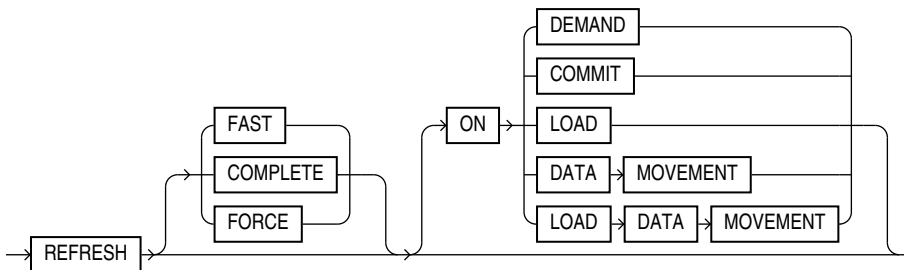 DEMAND
COMMIT
FAST ON LOAD
COMPLETE DATA MOVEMENT
FORCE LOAD DATA MOVEMENT
REFRESH